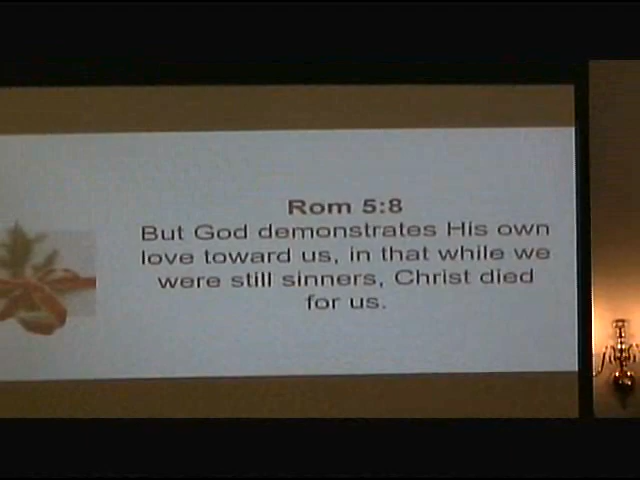 Rom 5:8
But God demonstrates His own
love toward us, in that while we
were still sinners, Christ died
for us.